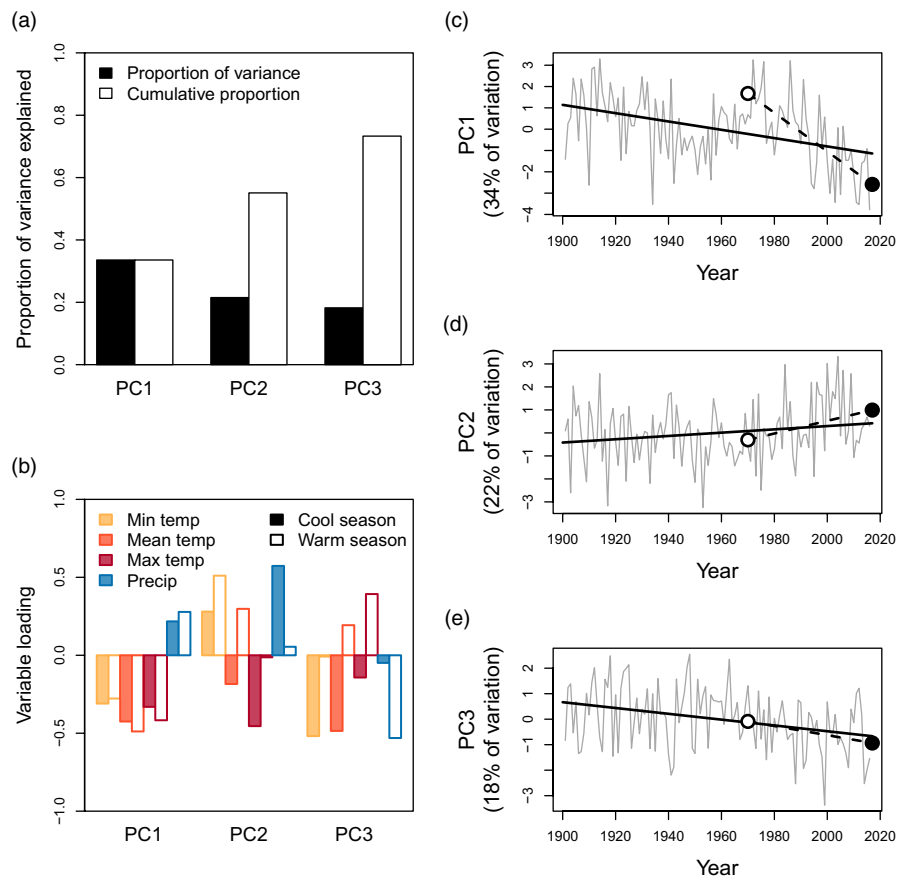 (a)
Proportion of variance explained
1.0
0.8
0.6
0.4
0.2
0.0
Proportion of variance
Cumulative proportion
PC1
PC2
PC3
(b)
Variable loading
1.0
0.5
0.0
-0.5
-1.0
Min temp
Mean temp
Max temp
Precip
Cool season
Warm season
PC1
PC2
PC3
(c)
PC1
(34% of variation)
3
2
1
0
-2
-4
1900
1920
1940
1960
1980
2000
2020
Year
(d)
PC2
(22% of variation)
3
1
-1
-3
1900
1920
1940
1960
1980
2000
2020
Year
(e)
PC3
(18% of variation)
2
1
0
-1
-3
1900
1920
1940
1960
1980
2000
2020
Year